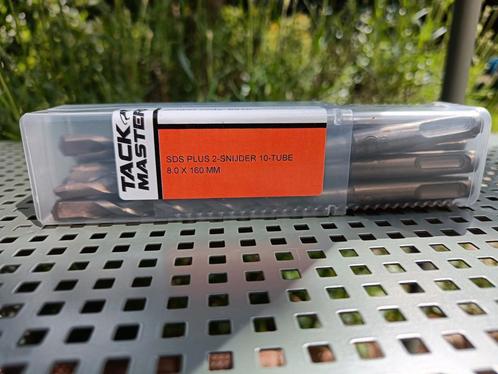 TACK
MASTER
SDS PLUS 2-SNIJDER 10-TUBE
8.0 X 160 MM